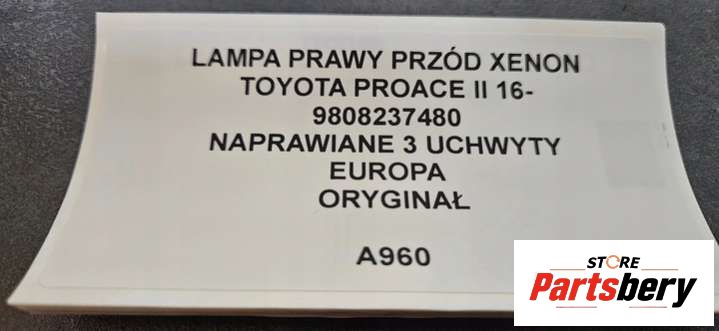 LAMPA PRAWY PRZÓD XENON
TOYOTA PROACE II 16-
9808237480
NAPRAWIANE 3 UCHWYTY
EUROPA
ORYGINAŁ
A960
STORE
Partsbery